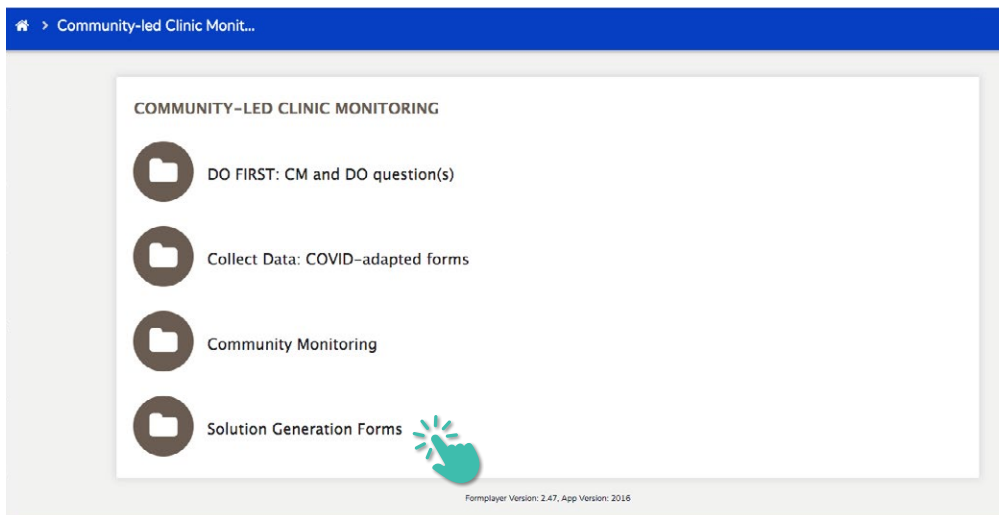 Community-led Clinic Monit...
COMMUNITY-LED CLINIC MONITORING
DO FIRST: CM and DO question(s)
Collect Data: COVID-adapted forms
Community Monitoring
Solution Generation Forms
Formplayer Version: 2.47, App Version: 2016